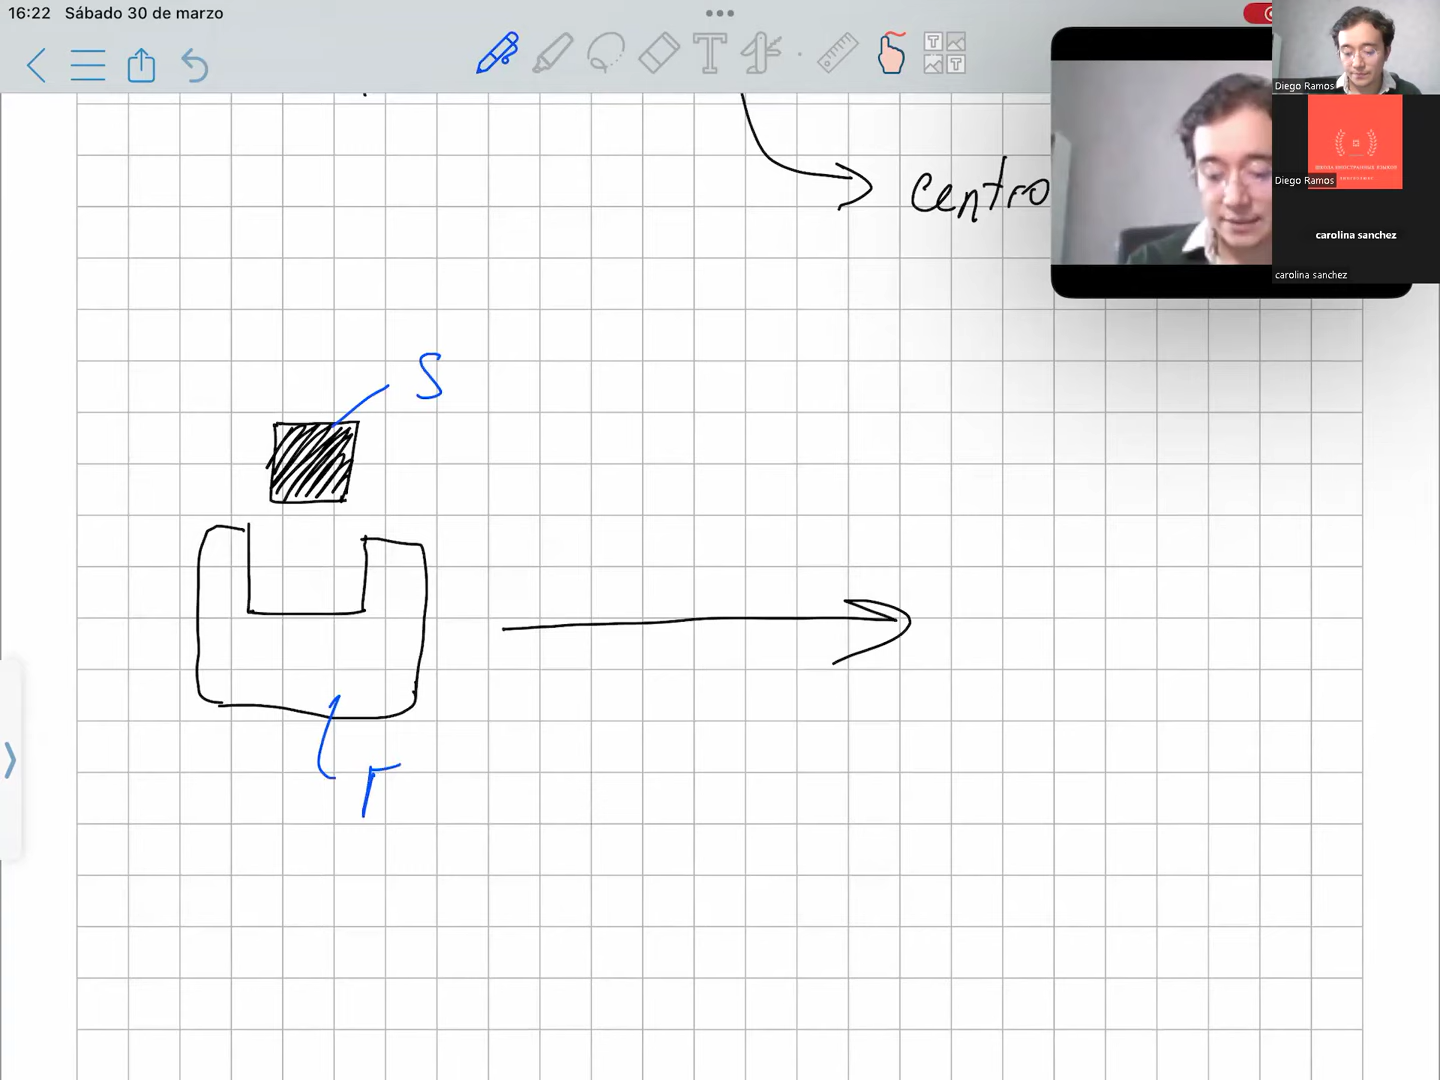 16:22 Sábado 30 de marzo
Diego Ramos
Diego Ramos
carolina sanchez
carolina sanchez
T
T
T
centro
S
r